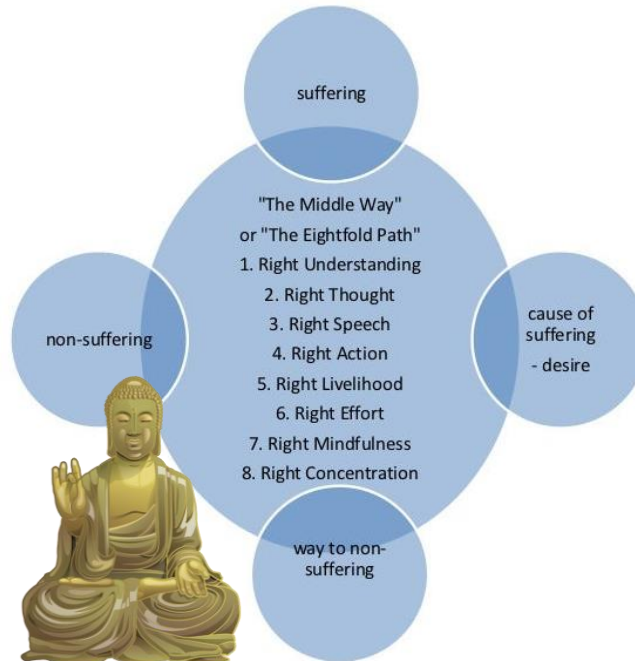 suffering
"The Middle Way"
or "The Eightfold Path"
1. Right Understanding
2. Right Thought
3. Right Speech
4. Right Action
5. Right Livelihood
6. Right Effort
7. Right Mindfulness
8. Right Concentration
non-suffering
cause of
suffering
- desire
way to non-
suffering